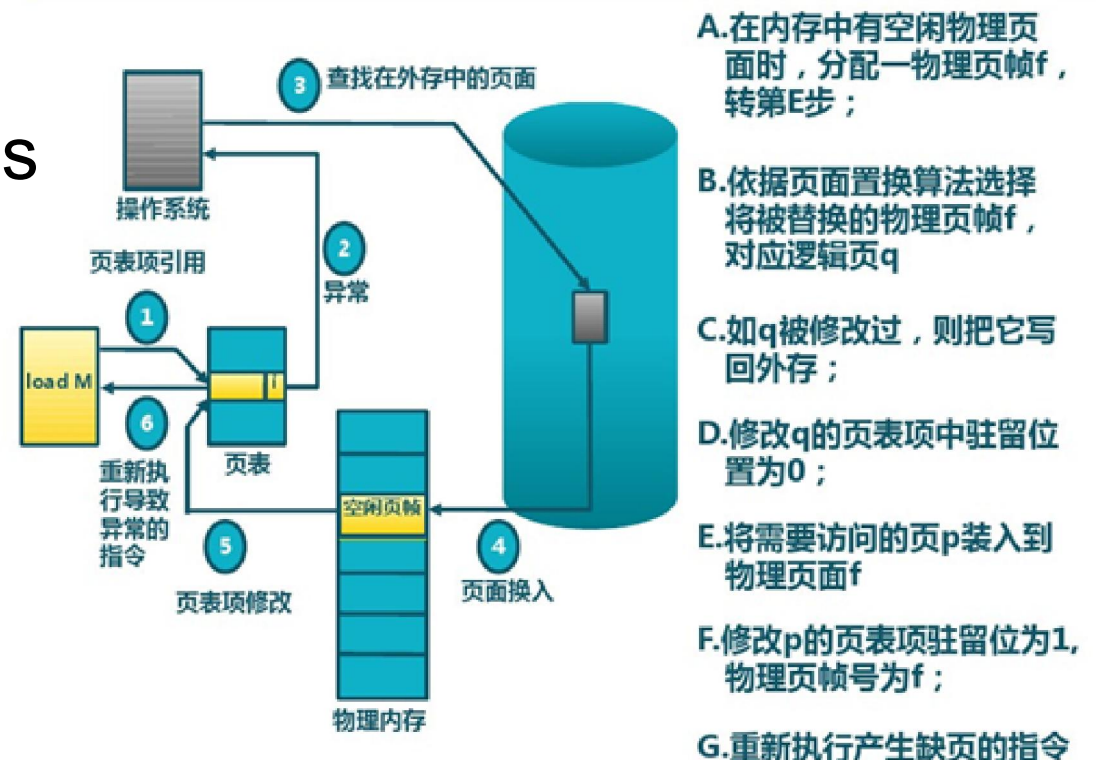 s
3
查找在外存中的页面
操作系统
页表项引用
2
异常
1
load M
i
6
重新执
行导致
异常的
指令
页表
5
页表项修改
空闲页帧
4
页面换入
物理内存
A.在内存中有空闲物理页
面时，分配一物理页帧f，
转第E步；
B.依据页面置换算法选择
将被替换的物理页帧f，
对应逻辑页q
C.如q被修改过，则把它写
回外存；
D.修改q的页表项中驻留位
置为0；
E.将需要访问的页p装入到
物理页面f
F.修改p的页表项驻留位为1,
物理页帧号为f；
G.重新执行产生缺页的指令